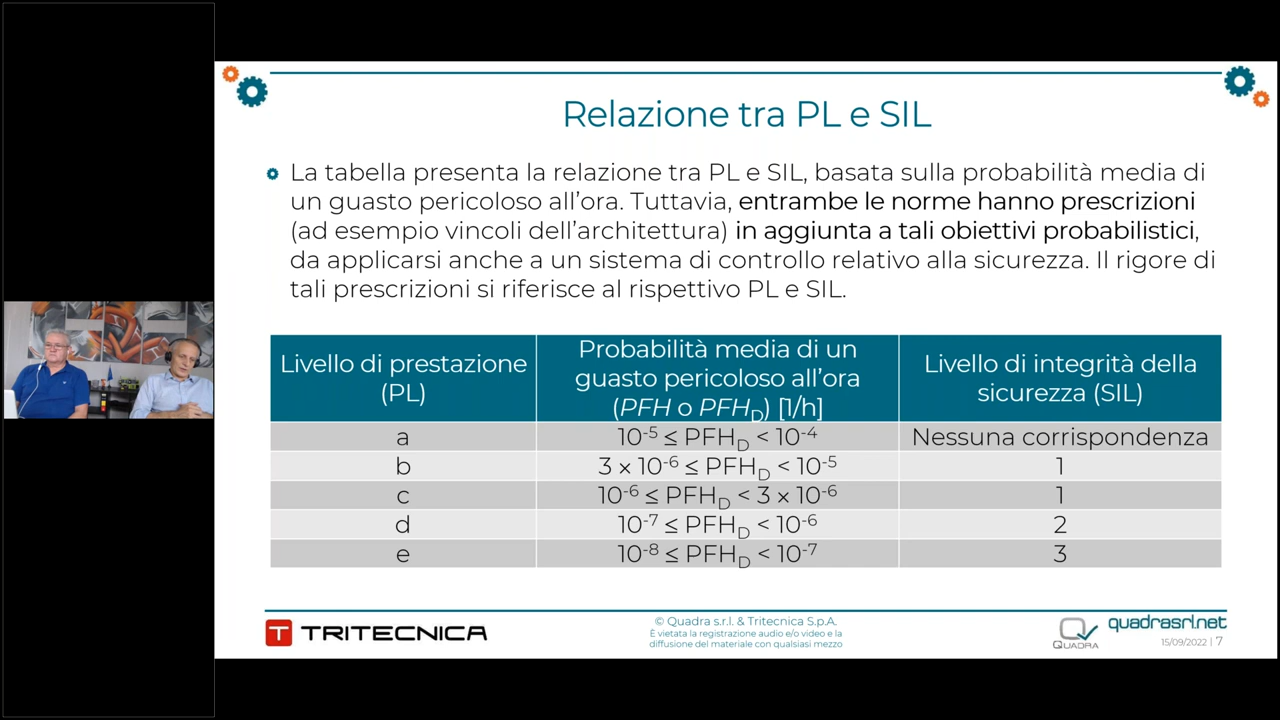 Relazione tra PL e SIL
La tabella presenta la relazione tra PL e SIL, basata sulla probabilità media di
un guasto pericoloso all'ora. Tuttavia, entrambe le norme hanno prescrizioni
(ad esempio vincoli dell'architettura) in aggiunta a tali obiettivi probabilistici,
da applicarsi anche a un sistema di controllo relativo alla sicurezza. Il rigore di
tali prescrizioni si riferisce al rispettivo PL e SIL.
Livello di prestazione
(PL)
Probabilità media di un
guasto pericoloso all'ora
(PFH o PFH_D) [1/h]
Livello di integrità della
sicurezza (SIL)
a 10⁻⁵ ≤ PFH_D < 10⁻⁴ Nessuna corrispondenza
b 3 x 10⁻⁶ ≤ PFH_D < 10⁻⁵ 1
c 10⁻⁶ ≤ PFH_D < 3 x 10⁻⁶ 1
d 10⁻⁷ ≤ PFH_D < 10⁻⁶ 2
e 10⁻⁸ ≤ PFH_D < 10⁻⁷ 3
T TRITECNICA
© Quadra s.r.l. & Tritecnica S.p.A.
È vietata la registrazione audio e/o video e la
diffusione del materiale con qualsiasi mezzo
QUADRA
quadrasrl.net
15/09/2022 | 7